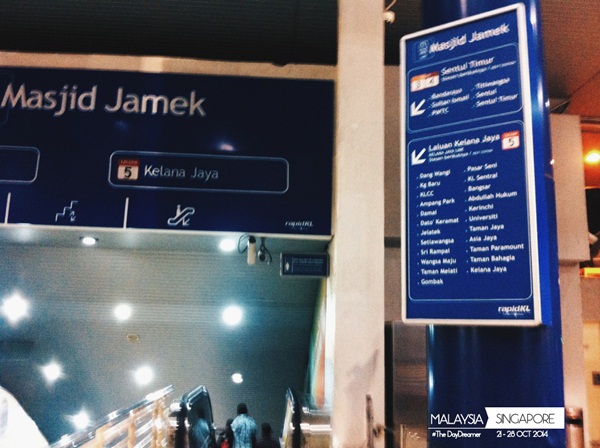 Masjid Jamek
5 Kelana Jaya
rapidKL
Masjid Jamek
Sentul Timur
Bandaraya
Titiwangsa
Sultan Ismail
Sentul
PWTC
Sentul Timur
Laluan Kelana Jaya
5
Dang Wangi
Kg Baru
KLCC
Ampang Park
Damai
Dato' Keramat
Jelatek
Setiawangsa
Sri Rampai
Wangsa Maju
Taman Melati
Gombak
Pasar Seni
KL Sentral
Bangsar
Abdullah Hukum
Kerinchi
Universiti
Taman Jaya
Asia Jaya
Taman Paramount
Taman Bahagia
Kelana Jaya
rapidKL
MALAYSIA SINGAPORE
#The DayDreamer 21-28 OCT 2014